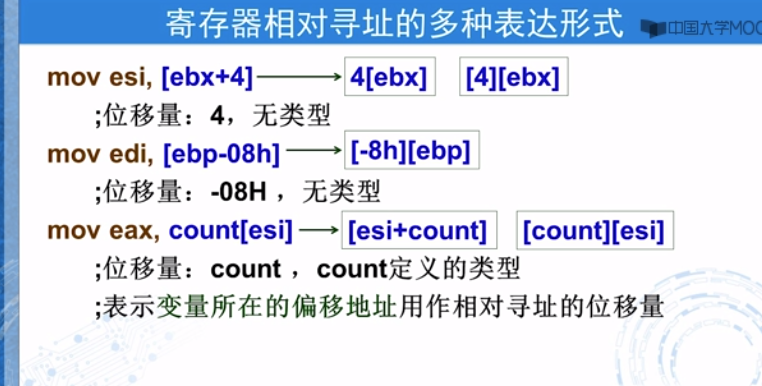 寄存器相对寻址的多种表达形式
中国大学MOO
mov esi, [ebx+4] 4[ebx] [4][ebx]
;位移量：4，无类型
mov edi, [ebp-08h] [-8h][ebp]
;位移量：-08H ，无类型
mov eax, count[esi] [esi+count] [count][esi]
;位移量：count ，count定义的类型
;表示变量所在的偏移地址用作相对寻址的位移量